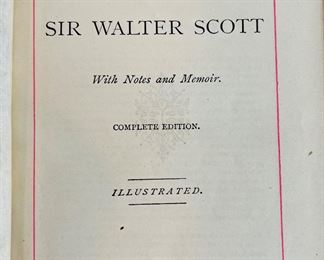 SIR WALTER SCOTT
With Notes and Memoir.
COMPLETE EDITION.
ILLUSTRATED.